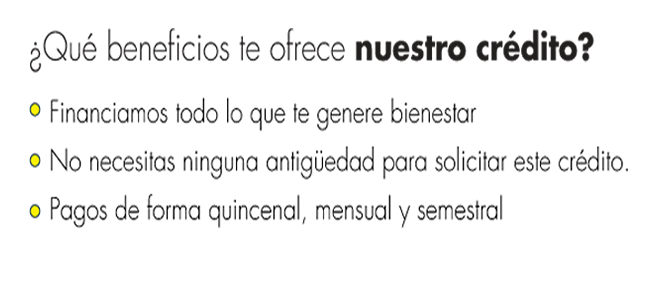 ¿Qué beneficios te ofrece nuestro crédito?
Financiamos todo lo que te genere bienestar
No necesitas ninguna antigüedad para solicitar este crédito.
Pagos de forma quincenal, mensual y semestral